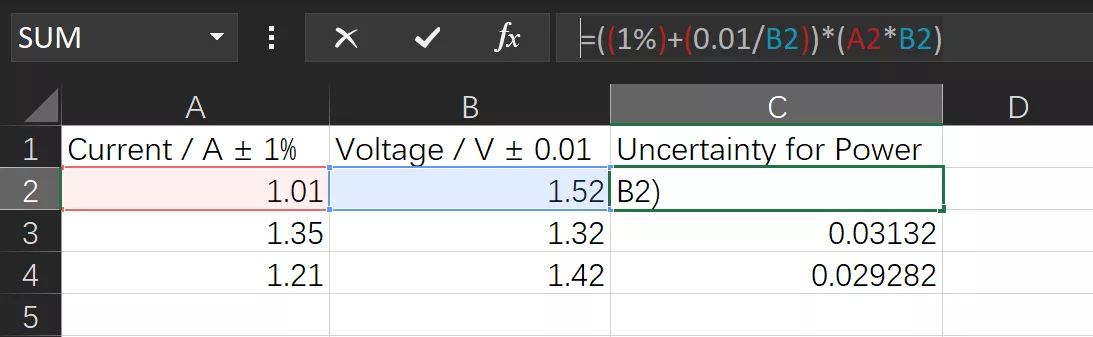 SUM fx =((1%)+(0.01/B2))*(A2*B2)
A B C D
1 Current / A ± 1% Voltage / V ± 0.01 Uncertainty for Power
2 1.01 1.52 B2)
3 1.35 1.32 0.03132
4 1.21 1.42 0.029282
5